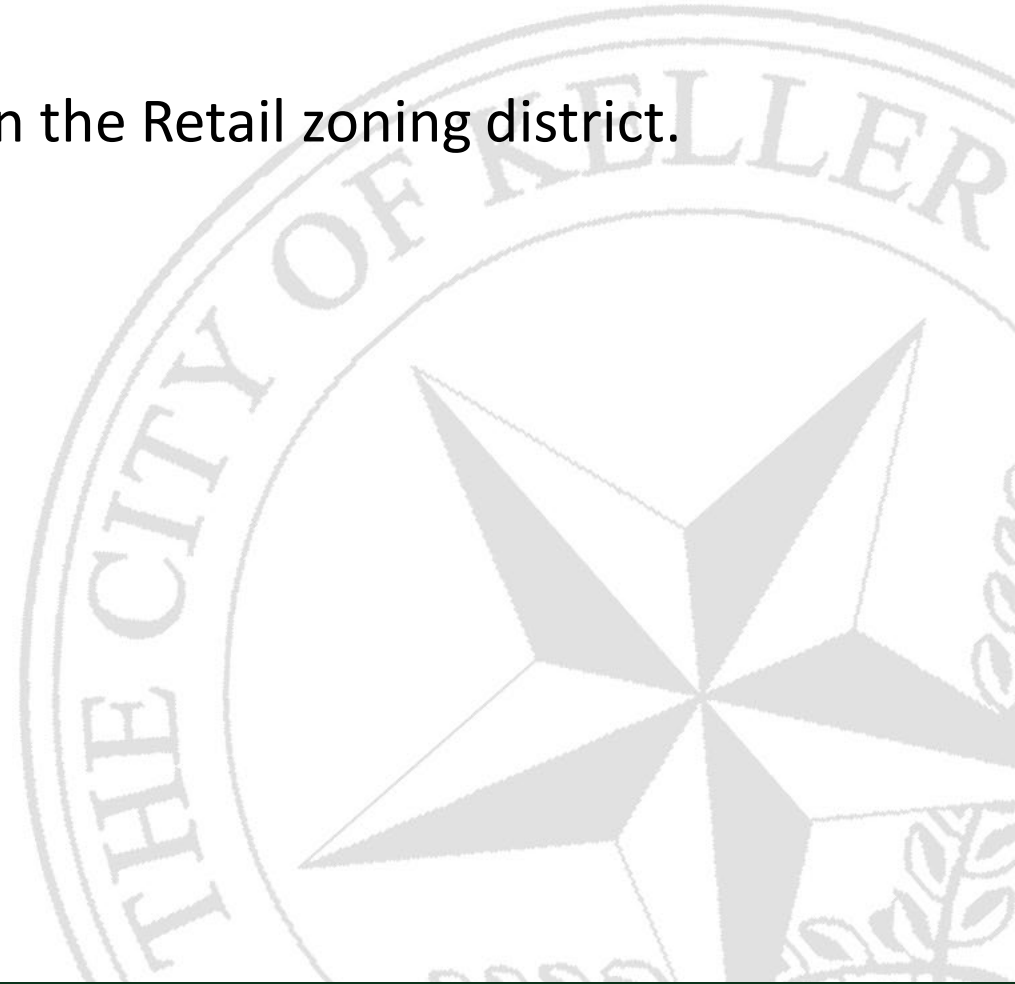 n the Retail zoning district.
THE CITY OF KELLER